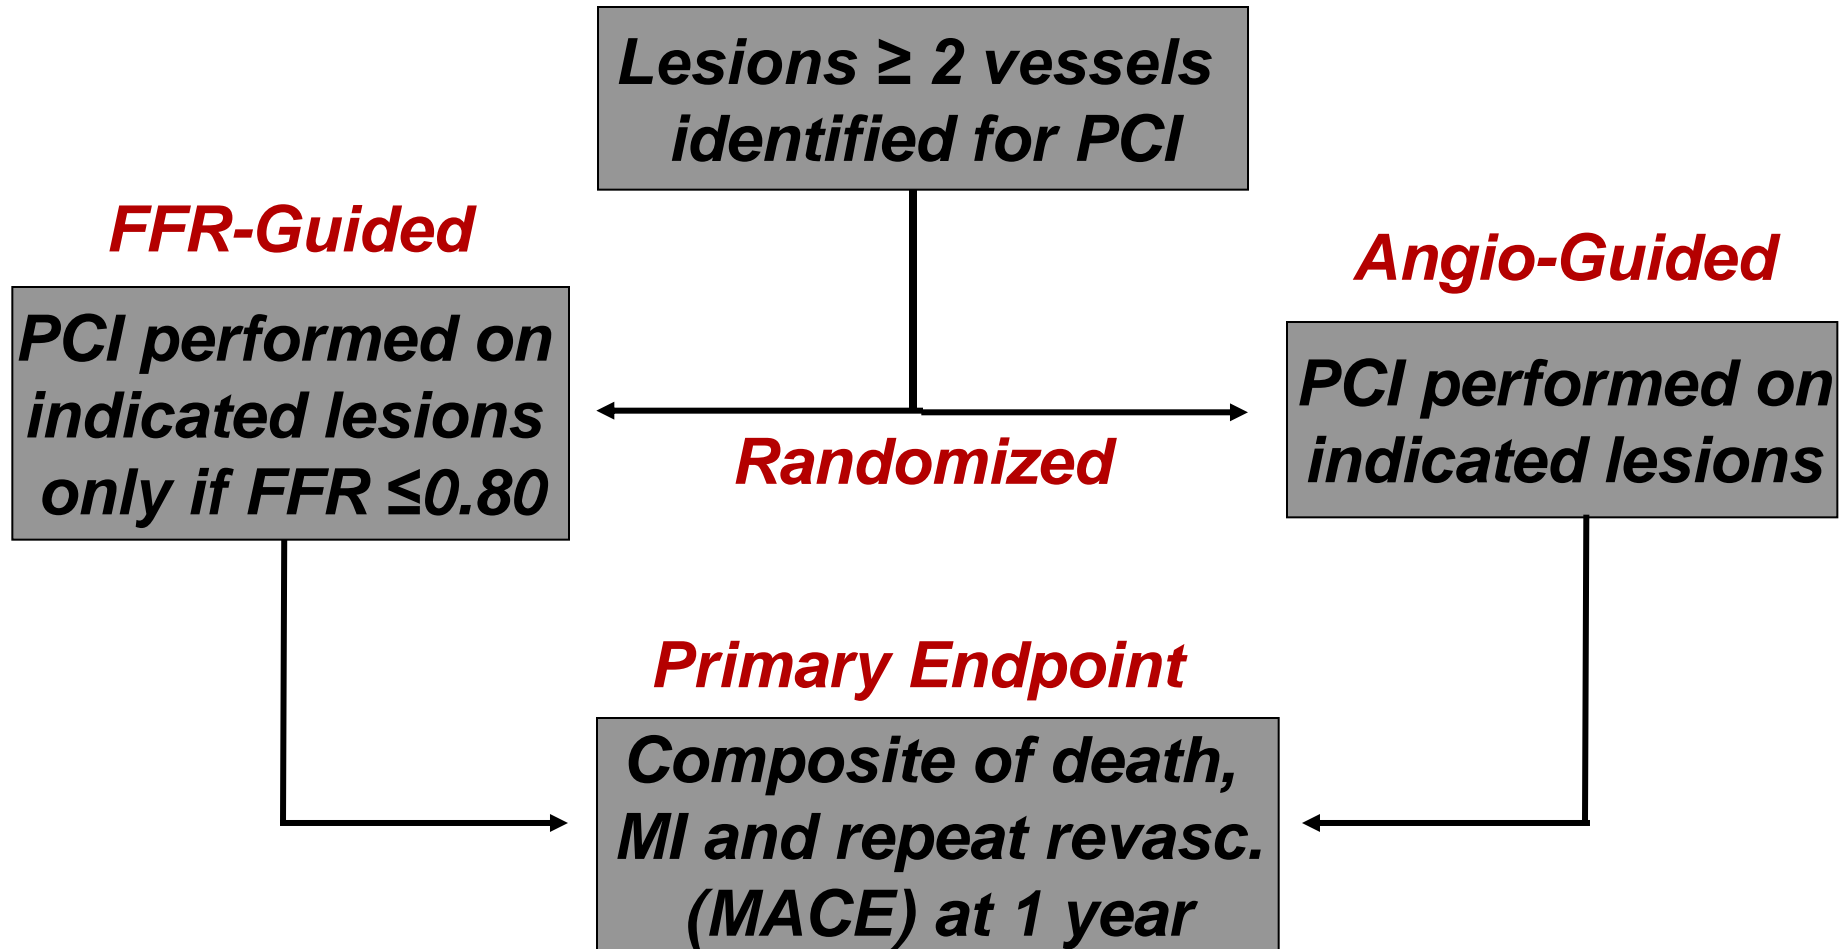 Lesions ≥ 2 vessels
identified for PCI
FFR-Guided
PCI performed on
indicated lesions
only if FFR ≤0.80
Angio-Guided
PCI performed on
indicated lesions
Randomized
Primary Endpoint
Composite of death,
MI and repeat revasc.
(MACE) at 1 year